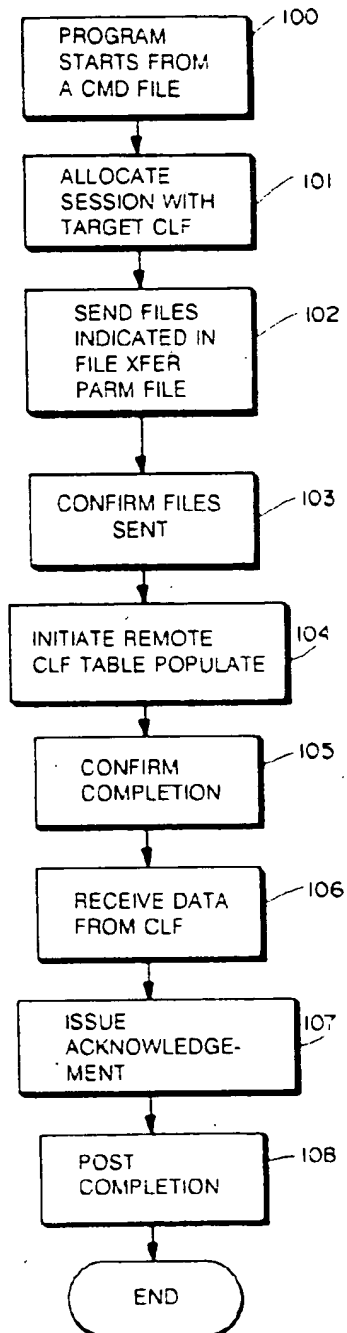 100
PROGRAM
STARTS FROM
A CMD FILE
101
ALLOCATE
SESSION WITH
TARGET CLF
102
SEND FILES
INDICATED IN
FILE XFER
PARM FILE
103
CONFIRM FILES
SENT
104
INITIATE REMOTE
CLF TABLE POPULATE
105
CONFIRM
COMPLETION
106
RECEIVE DATA
FROM CLF
107
ISSUE
ACKNOWLEDGE-
MENT
108
POST
COMPLETION
END